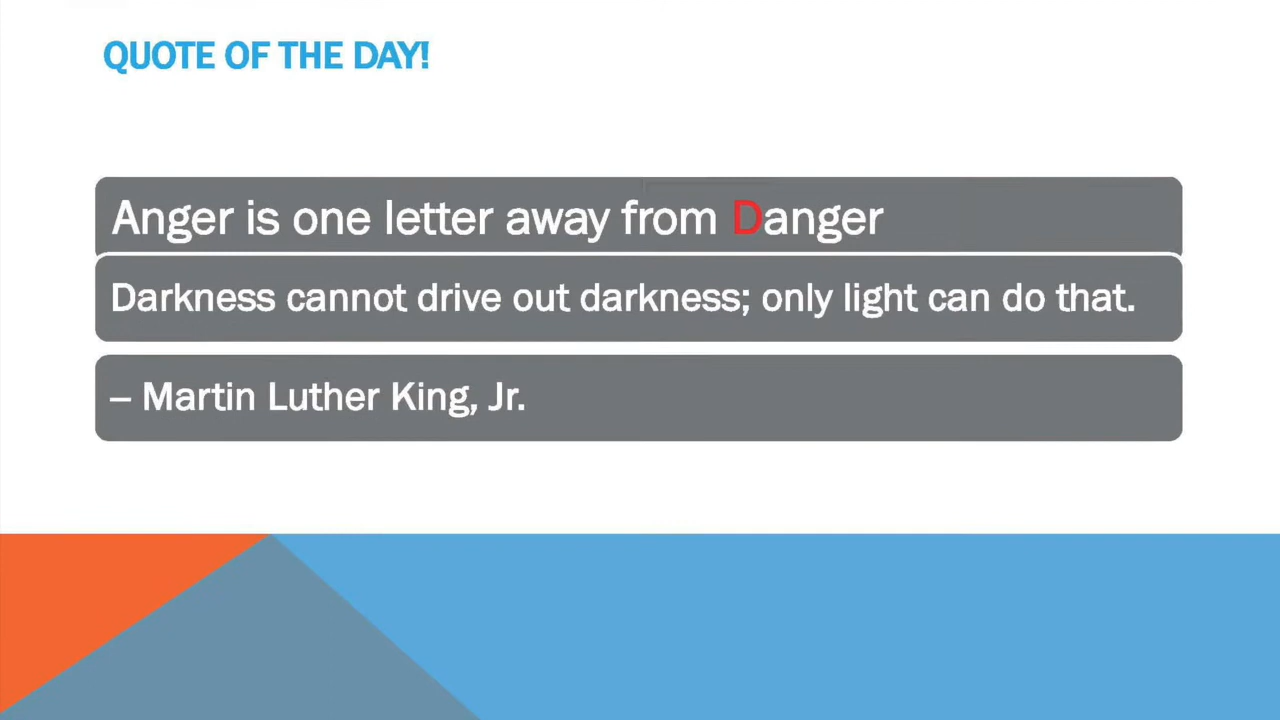 QUOTE OF THE DAY!
Anger is one letter away from Danger
Darkness cannot drive out darkness; only light can do that.
– Martin Luther King, Jr.